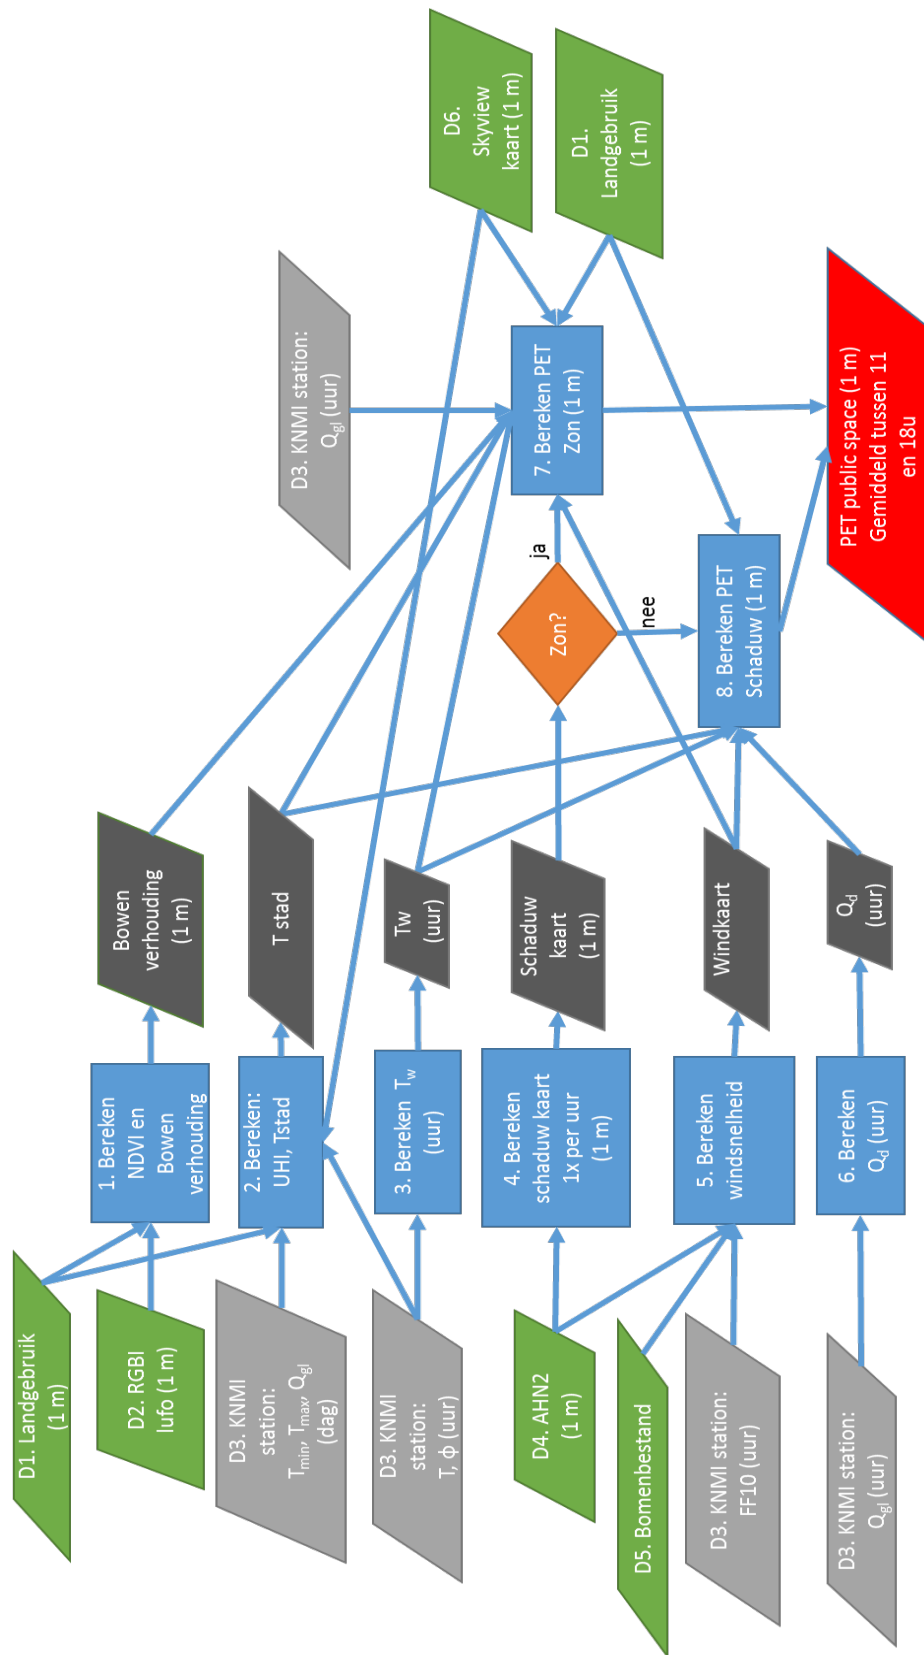 D1. Landgebruik
(1 m)
D2. RGBI
lufo (1 m)
D3. KNMI
station:
Tmin, Tmax, Qgl
(dag)
D3. KNMI
station:
T, ϕ (uur)
D4. AHN2
(1 m)
D5. Bomenbestand
D3. KNMI station:
FF10 (uur)
D3. KNMI station:
Qgl (uur)
1. Bereken
NDVI en
Bowen
verhouding
2. Bereken:
UHI, Tstad
3. Bereken Tw
(uur)
4. Bereken
schaduw kaart
1x per uur
(1 m)
5. Bereken
windsnelheid
6. Bereken
Qd (uur)
Bowen
verhouding
(1 m)
T stad
Tw
(uur)
Schaduw
kaart
(1 m)
Windkaart
Qd
(uur)
Zon?
ja
nee
D3. KNMI station:
Qgl (uur)
7. Bereken PET
Zon (1 m)
8. Bereken PET
Schaduw (1 m)
D6.
Skyview
kaart (1 m)
D1.
Landgebruik
(1 m)
PET public space (1 m)
Gemiddeld tussen 11
en 18u